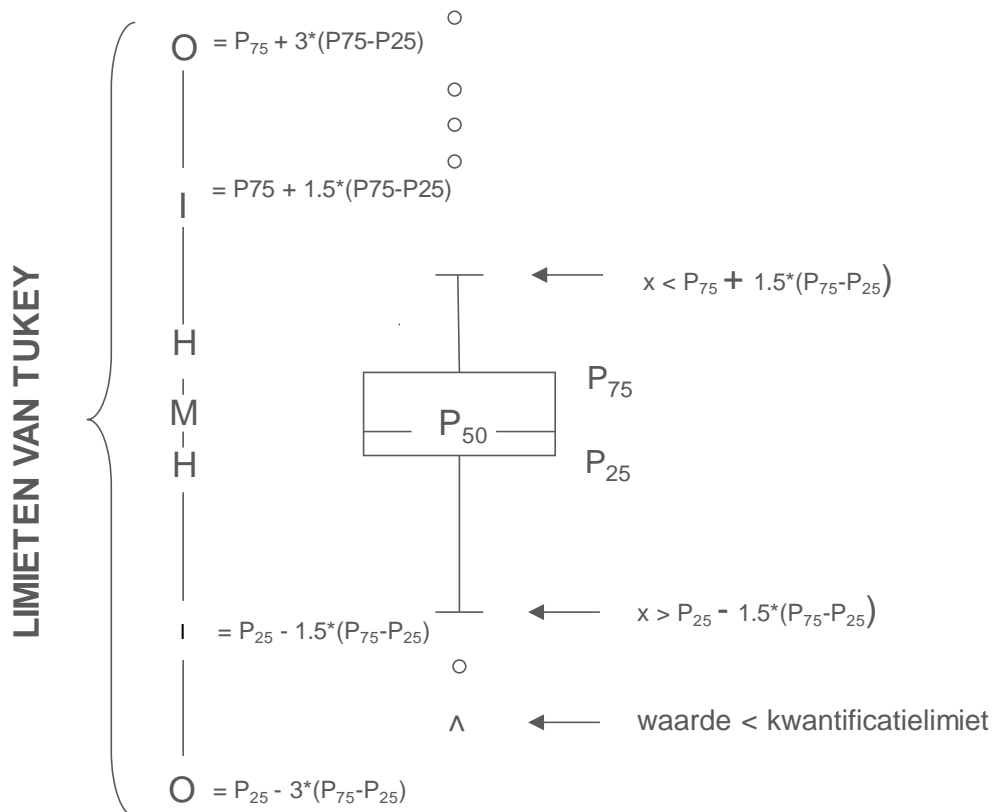 LIMIETEN VAN TUKEY
O = P₇₅ + 3*(P75-P25)
I = P75 + 1.5*(P75-P25)
H
M
H
I = P₂₅ - 1.5*(P₇₅-P₂₅)
O = P₂₅ - 3*(P₇₅-P₂₅)
x < P₇₅ + 1.5*(P₇₅-P₂₅)
P₇₅
P₅₀
P₂₅
x > P₂₅ - 1.5*(P₇₅-P₂₅)
^ waarde < kwantificatielimiet